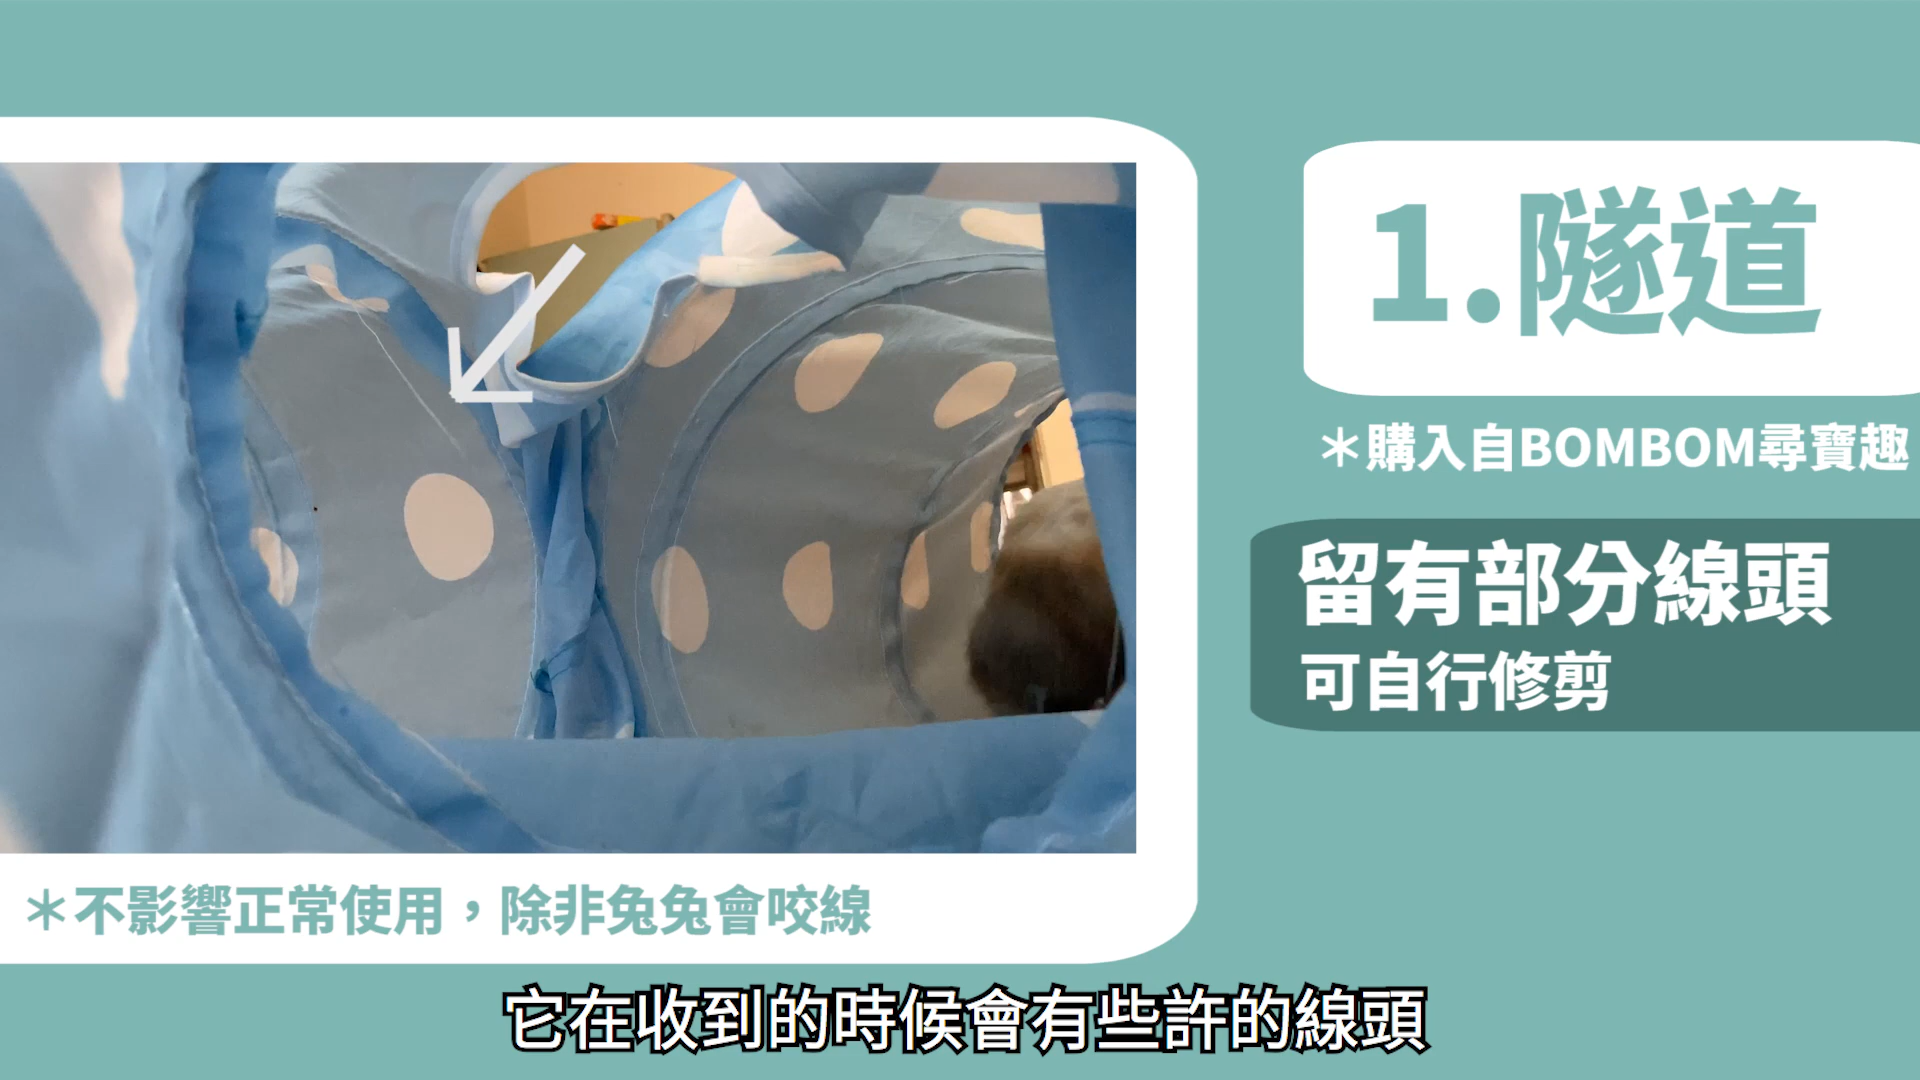 1.隧道
＊購入自BOMBOM尋寶趣
留有部分線頭
可自行修剪
＊不影響正常使用，除非兔兔會咬線
它在收到的時候會有些許的線頭